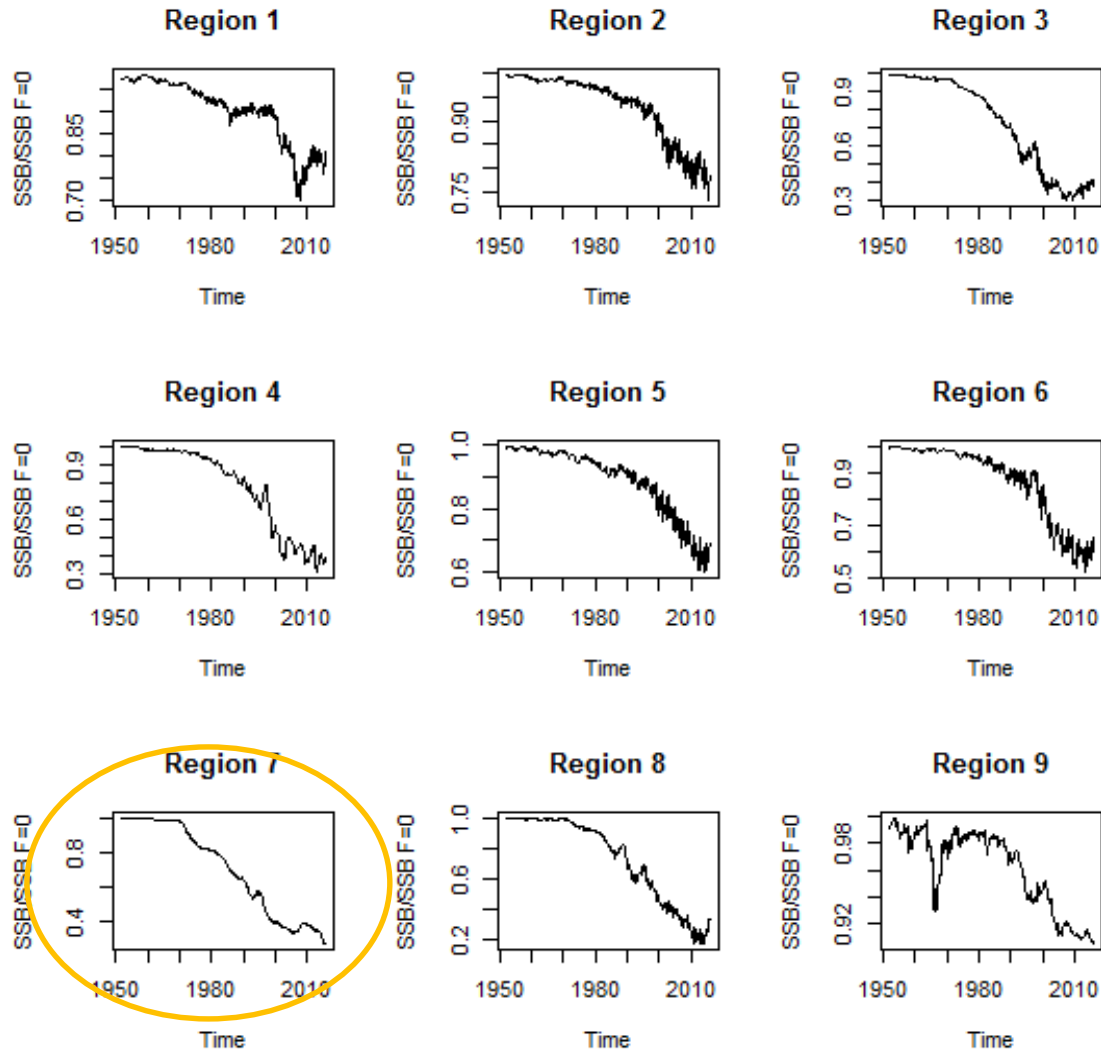 Region 1
SSB/SSB F=0
0.85
0.70
1950 1980 2010
Time
Region 2
SSB/SSB F=0
0.90
0.75
1950 1980 2010
Time
Region 3
SSB/SSB F=0
0.9
0.6
0.3
1950 1980 2010
Time
Region 4
SSB/SSB F=0
0.9
0.6
0.3
1950 1980 2010
Time
Region 5
SSB/SSB F=0
1.0
0.8
0.6
1950 1980 2010
Time
Region 6
SSB/SSB F=0
0.9
0.7
0.5
1950 1980 2010
Time
Region 7
SSB/SSB F=0
0.8
0.4
1950 1980 2010
Time
Region 8
SSB/SSB F=0
1.0
0.6
0.2
1950 1980 2010
Time
Region 9
SSB/SSB F=0
0.98
0.92
1950 1980 2010
Time